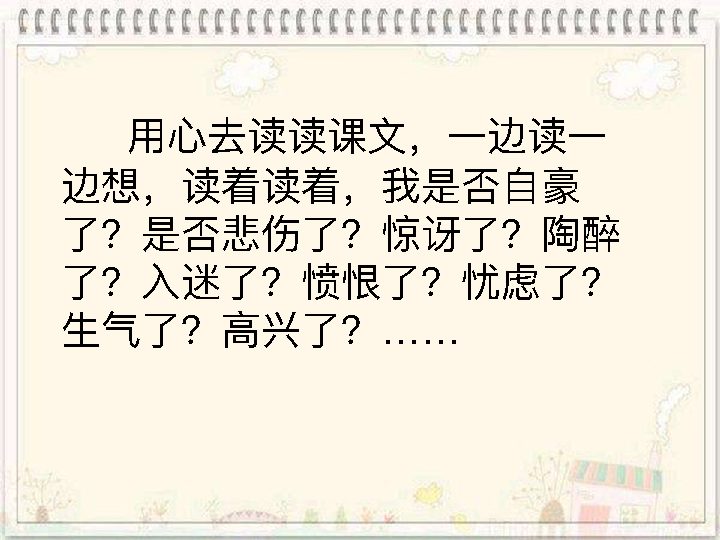 用心去读读课文，一边读一
边想，读着读着，我是否自豪
了？是否悲伤了？惊讶了？陶醉
了？入迷了？愤恨了？忧虑了？
生气了？高兴了？……